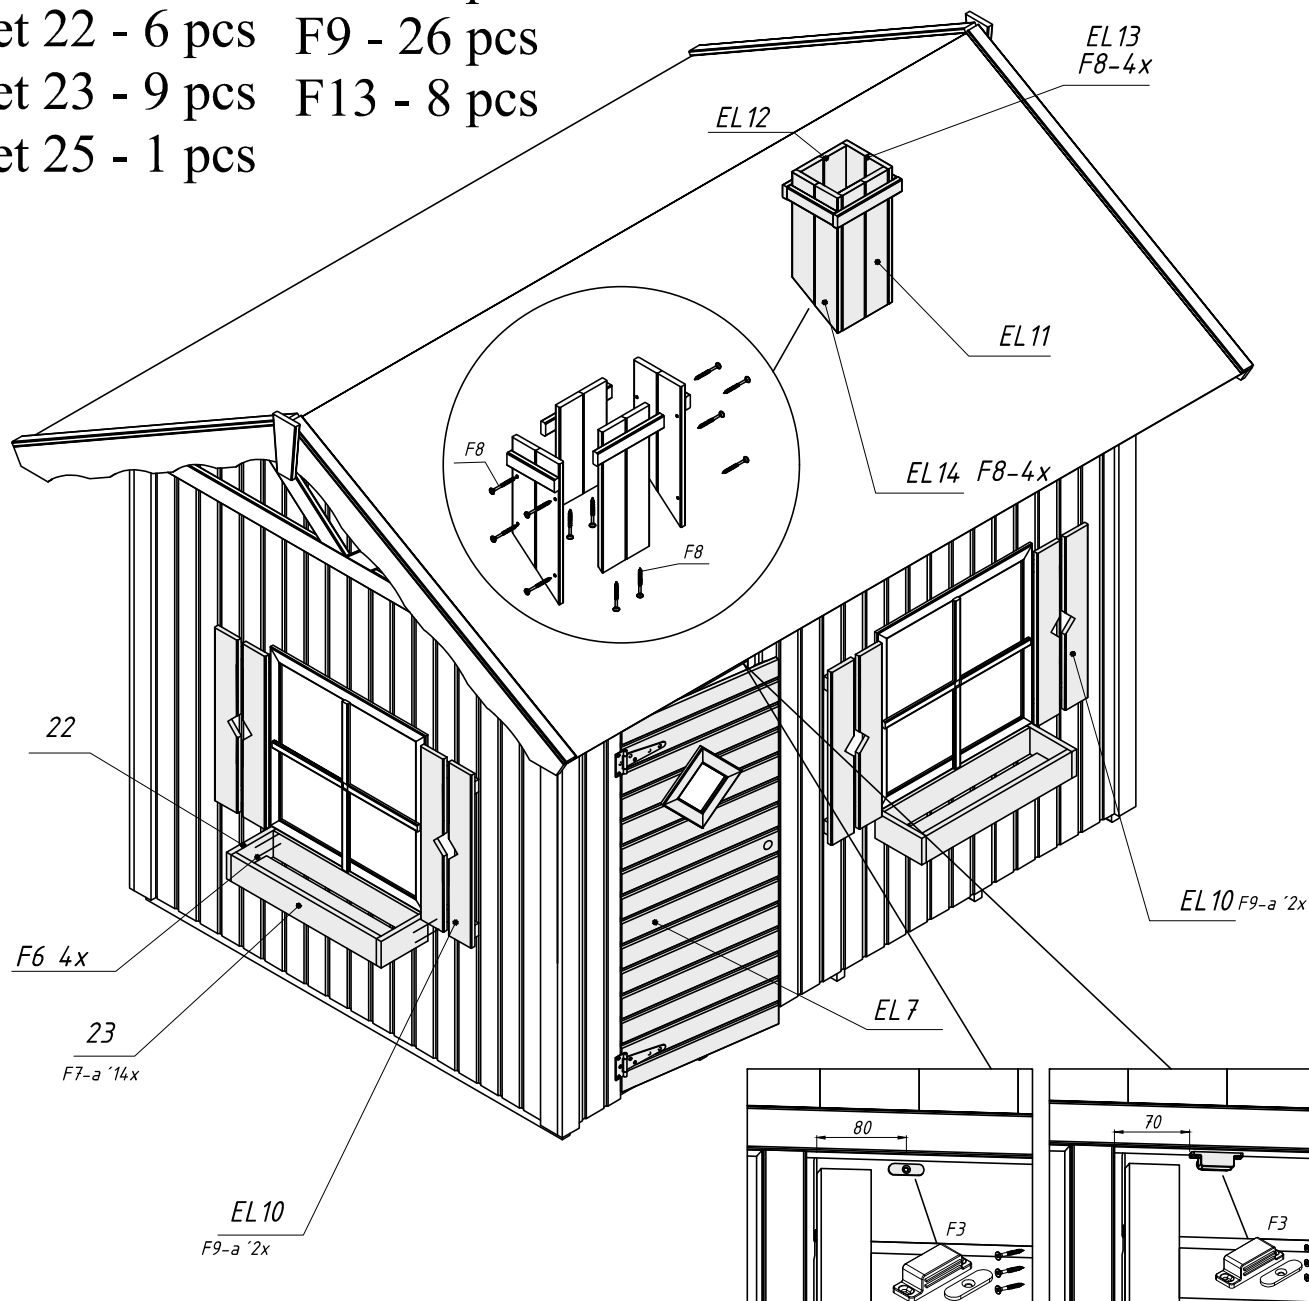 et 22 - 6 pcs
F9 - 26 pcs
et 23 - 9 pcs
F13 - 8 pcs
et 25 - 1 pcs
EL13
F8-4x
EL12
EL11
F8
EL14 F8-4x
F8
22
EL10 F9-a ´2x
F6 4x
EL7
23
F7-a ´14x
80
70
EL10
F9-a ´2x
F3
F3